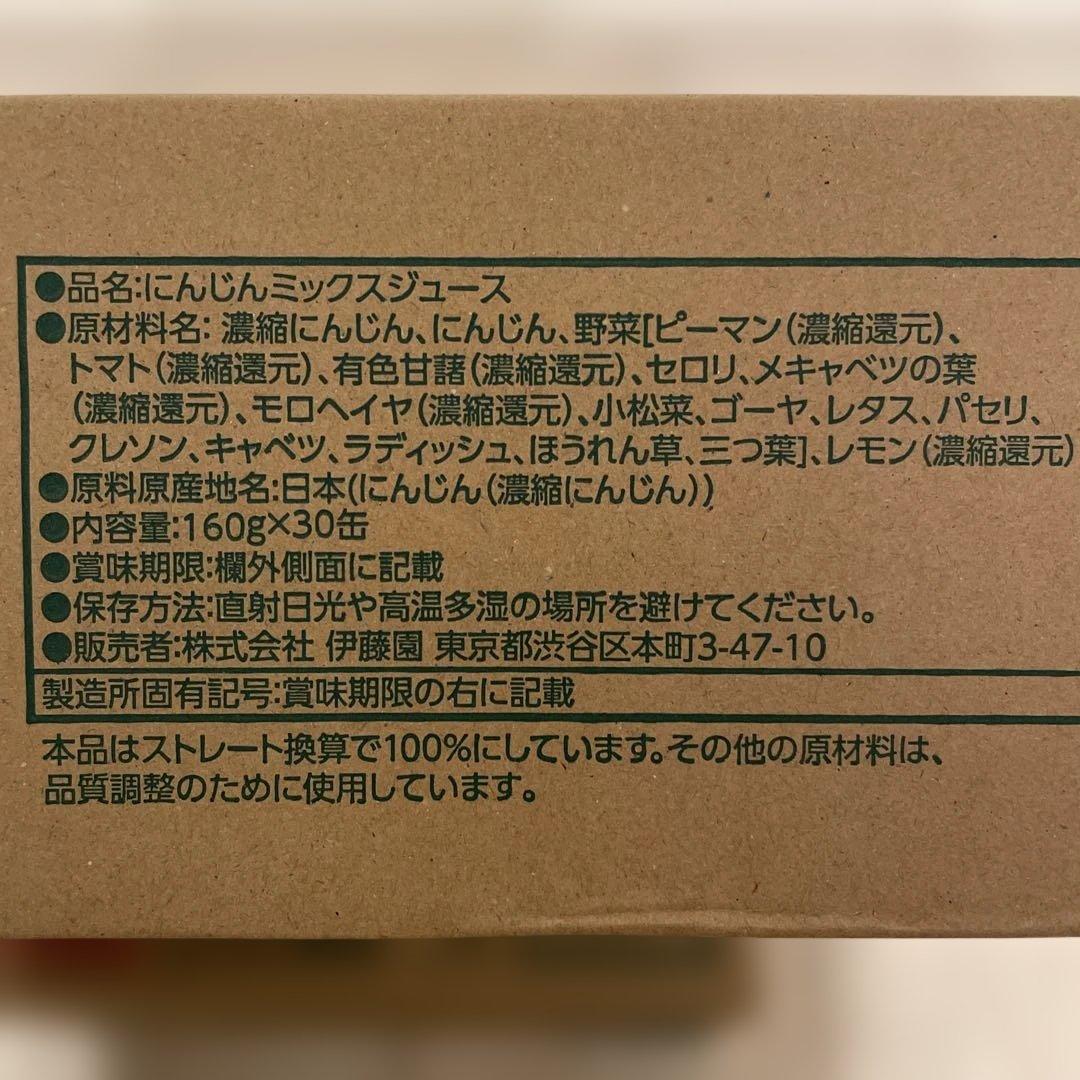 ●品名:にんじんミックスジュース
●原材料名: 濃縮にんじん、にんじん、野菜[ピーマン(濃縮還元)、
トマト(濃縮還元)、有色甘藷(濃縮還元)、セロリ、メキャベツの葉
(濃縮還元)、モロヘイヤ(濃縮還元)、小松菜、ゴーヤ、レタス、パセリ、
クレソン、キャベツ、ラディッシュ、ほうれん草、三つ葉]、レモン(濃縮還元)
●原料原産地名:日本(にんじん(濃縮にんじん))
●内容量:160g×30缶
●賞味期限:欄外側面に記載
●保存方法:直射日光や高温多湿の場所を避けてください。
●販売者:株式会社 伊藤園 東京都渋谷区本町3-47-10
製造所固有記号:賞味期限の右に記載
本品はストレート換算で100%にしています。その他の原材料は、
品質調整のために使用しています。